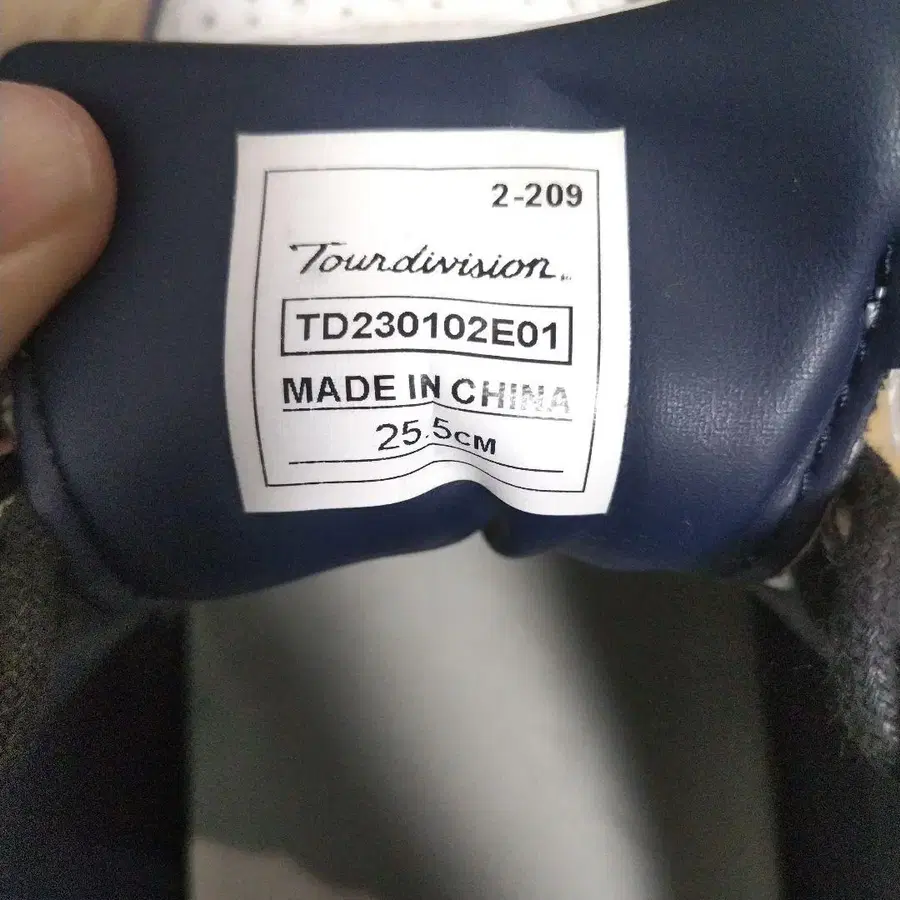 2-209
Tourdivision
TD230102E01
MADE IN CHINA
25.5CM